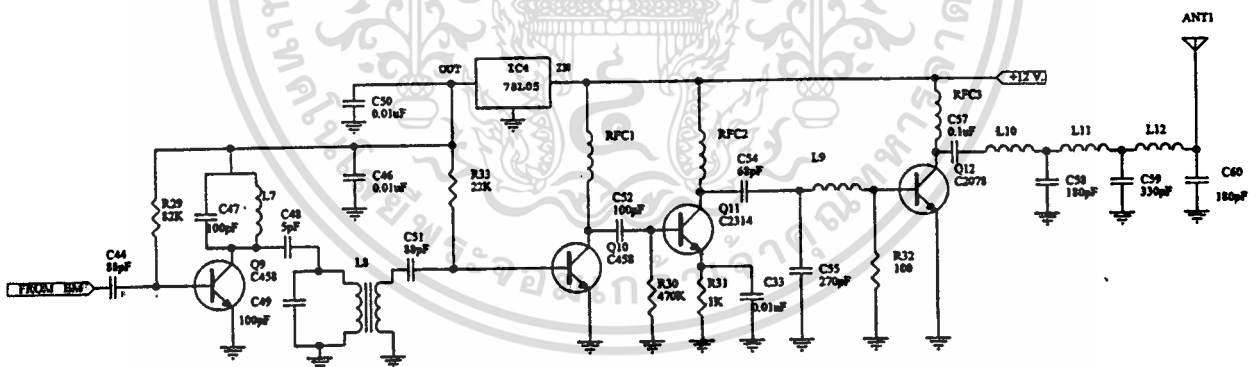 ANT1
OUT
IC4
IN
78L05
+12 V.
C50
0.01uF
RFC1
RFC2
RFC3
C57
0.1uF
L10
L11
L12
C46
0.01uF
R33
22K
C54
68pF
L9
Q12
C2078
R29
82K
C47
100pF
L7
C48
5pF
C52
100pF
Q11
C2314
C58
180pF
C59
330pF
C60
180pF
C44
88pF
Q9
C458
L8
C51
88pF
Q10
C458
R32
100
FROM BM
C49
100pF
R30
470K
R31
1K
C33
0.01uF
C55
270pF